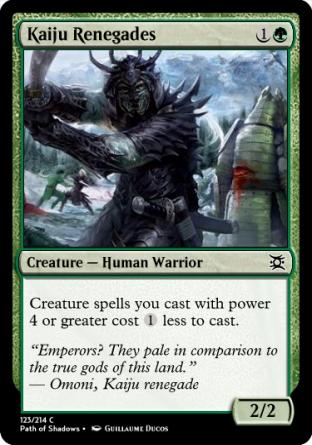 Kaiju Renegades 1
Creature — Human Warrior
Creature spells you cast with power
4 or greater cost 1 less to cast.
“Emperors? They pale in comparison to
the true gods of this land.”
— Omoni, Kaiju renegade
2/2
123/214 C
Path of Shadows • Guillaume Ducos